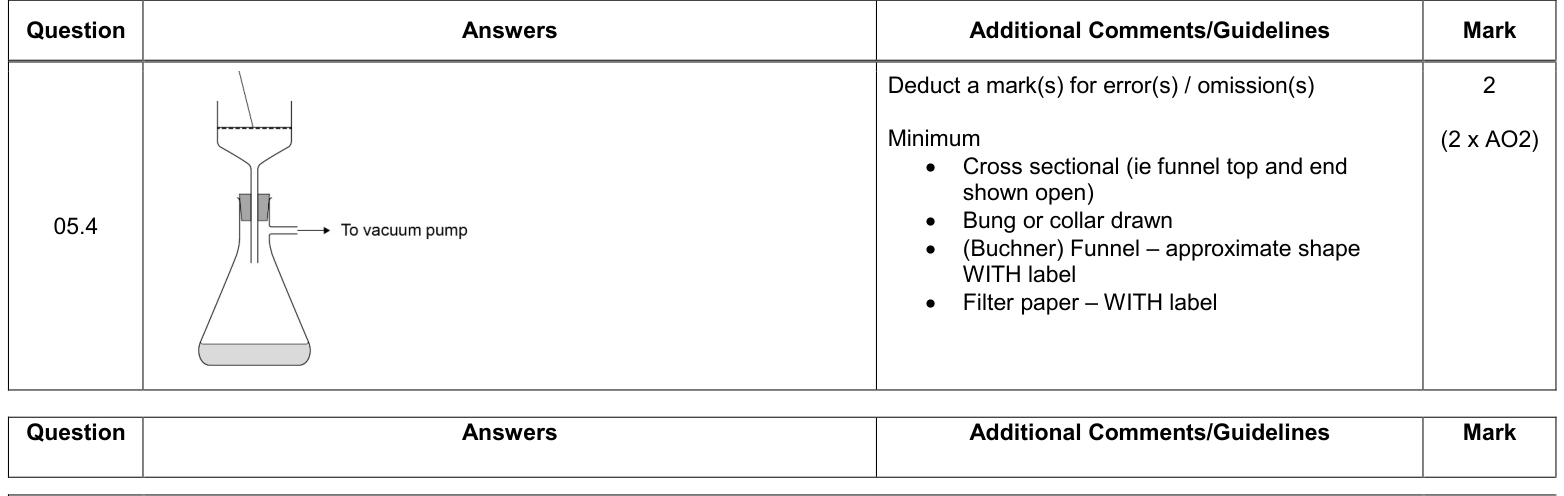 Question Answers Additional Comments/Guidelines Mark
05.4
To vacuum pump
Deduct a mark(s) for error(s) / omission(s)
Minimum
• Cross sectional (ie funnel top and end
shown open)
• Bung or collar drawn
• (Buchner) Funnel – approximate shape
WITH label
• Filter paper – WITH label
2
(2 x AO2)
Question Answers Additional Comments/Guidelines Mark